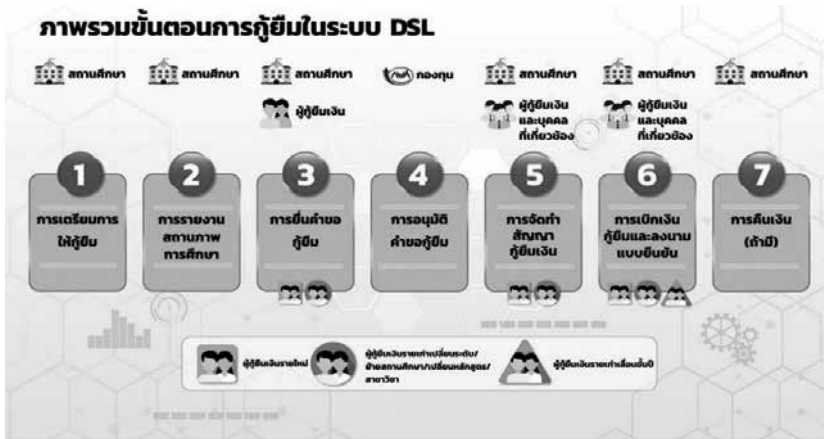 ภาพรวมขั้นตอนการกู้ยืมในระบบ DSL
สถานศึกษา
สถานศึกษา
สถานศึกษา
ผู้กู้ยืมเงิน
กยศ
กองทุน
สถานศึกษา
ผู้กู้ยืมเงิน
และบุคคล
ที่เกี่ยวข้อง
สถานศึกษา
ผู้กู้ยืมเงิน
และบุคคล
ที่เกี่ยวข้อง
สถานศึกษา
1
การเตรียมการ
ให้กู้ยืม
2
การรายงาน
สถานภาพ
การศึกษา
3
การยื่นคำขอ
กู้ยืม
4
การอนุมัติ
คำขอกู้ยืม
5
การจัดทำ
สัญญา
กู้ยืมเงิน
6
การเบิกเงิน
กู้ยืมและลงนาม
แบบยืนยัน
7
การคืนเงิน
(ถ้ามี)
ผู้กู้ยืมเงินรายใหม่
ผู้กู้ยืมเงินรายเก่าเปลี่ยนระดับ/
ย้ายสถานศึกษา/เปลี่ยนหลักสูตร/
สาขาวิชา
ผู้กู้ยืมเงินรายเก่าเลื่อนชั้นปี